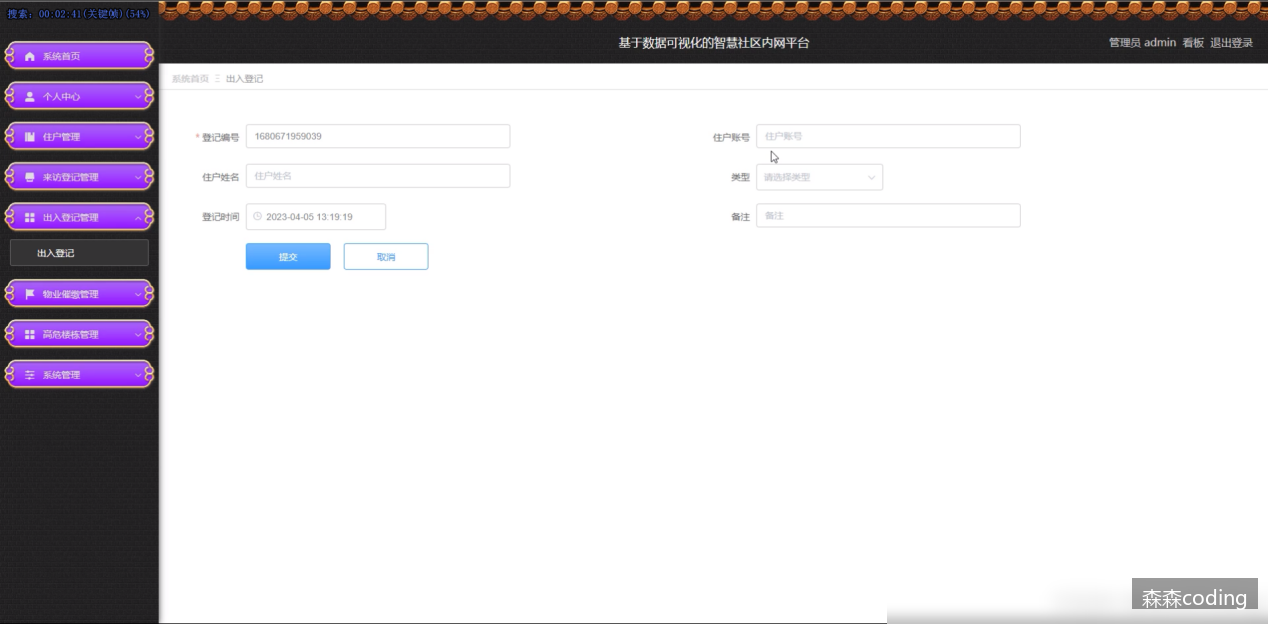 搜索: 00:02:41(关键帧)(54%)
基于数据可视化的智慧社区内网平台
管理员 admin 看板 退出登录
系统首页
个人中心
住户管理
来访登记管理
出入登记管理
出入登记
物业催缴管理
高危楼栋管理
系统管理
系统首页 出入登记
* 登记编号 1680671959039
住户账号 住户账号
住户姓名 住户姓名
类型 请选择类型
登记时间 2023-04-05 13:19:19
备注 备注
提交 取消
森森coding